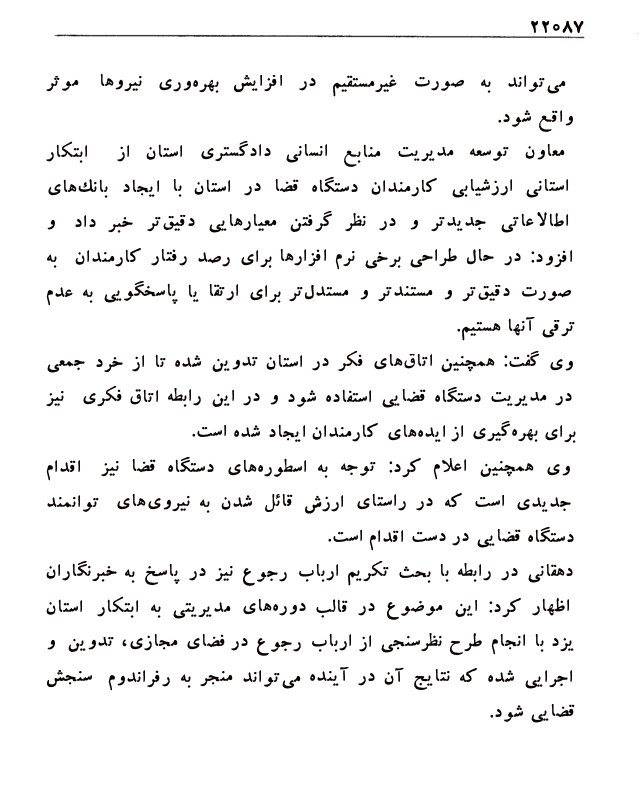 ۲۲۰۸۷
می‌تواند به صورت غیرمستقیم در افزایش بهره‌وری نیروها موثر
واقع شود.
معاون توسعه مدیریت منابع انسانی دادگستری استان از ابتکار
استانی ارزشیابی کارمندان دستگاه قضا در استان با ایجاد بانك‌های
اطالاعاتی جدیدتر و در نظر گرفتن معیارهایی دقیق‌تر خبر داد و
افزود: در حال طراحی برخی نرم افزارها برای رصد رفتار کارمندان به
صورت دقیق‌تر و مستندتر و مستدل‌تر برای ارتقا یا پاسخگویی به عدم
ترقی آنها هستیم.
وی گفت: همچنین اتاق‌های فکر در استان تدوین شده تا از خرد جمعی
در مدیریت دستگاه قضایی استفاده شود و در این رابطه اتاق فکری نیز
برای بهره‌گیری از ایده‌های کارمندان ایجاد شده است.
وی همچنین اعلام کرد: توجه به اسطوره‌های دستگاه قضا نیز اقدام
جدیدی است که در راستای ارزش قائل شدن به نیروی‌های توانمند
دستگاه قضایی در دست اقدام است.
دهقانی در رابطه با بحث تکریم ارباب رجوع نیز در پاسخ به خبرنگاران
اظهار کرد: این موضوع در قالب دوره‌های مدیریتی به ابتکار استان
یزد با انجام طرح نظرسنجی از ارباب رجوع در فضای مجازی، تدوین و
اجرایی شده که نتایج آن در آینده می‌تواند منجر به رفراندوم سنجش
قضایی شود.